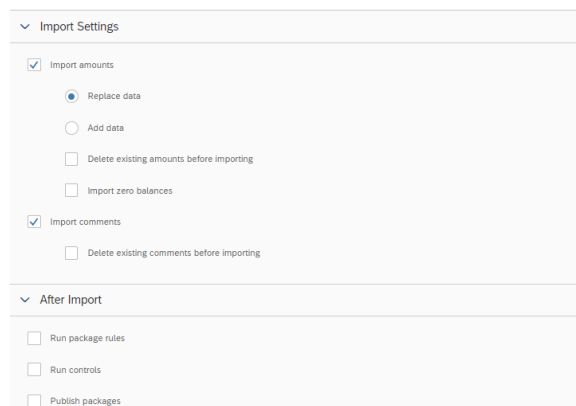 Import Settings
Import amounts
Replace data
Add data
Delete existing amounts before importing
Import zero balances
Import comments
Delete existing comments before importing
After Import
Run package rules
Run controls
Publish packages